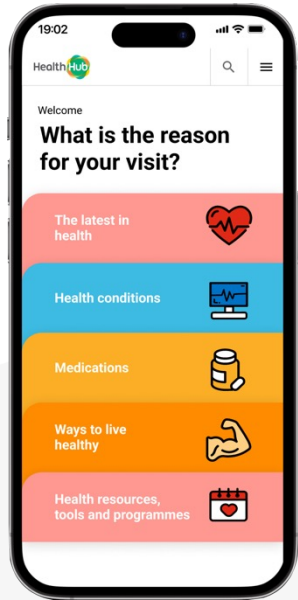 19:02
HealthHub
Welcome
What is the reason
for your visit?
The latest in
health
Health conditions
Medications
Ways to live
healthy
Health resources,
tools and programmes